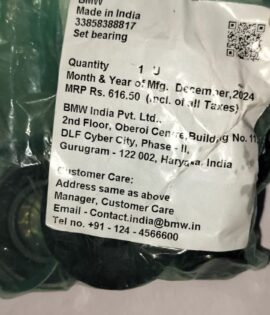 BMW
Made in India
33858388817
Set bearing
Quantity 1 U
Month & Year of Mfg. December,2024
MRP Rs. 616.50 (incl. of all Taxes)
BMW India Pvt. Ltd.,
2nd Floor, Oberoi Centre,Building No. 11,
DLF Cyber City, Phase - II,
Gurugram - 122 002, Haryana, India
Customer Care:
Address same as above
Manager, Customer Care
Email - Contact.india@bmw.in
Tel no. +91 - 124 - 4566600